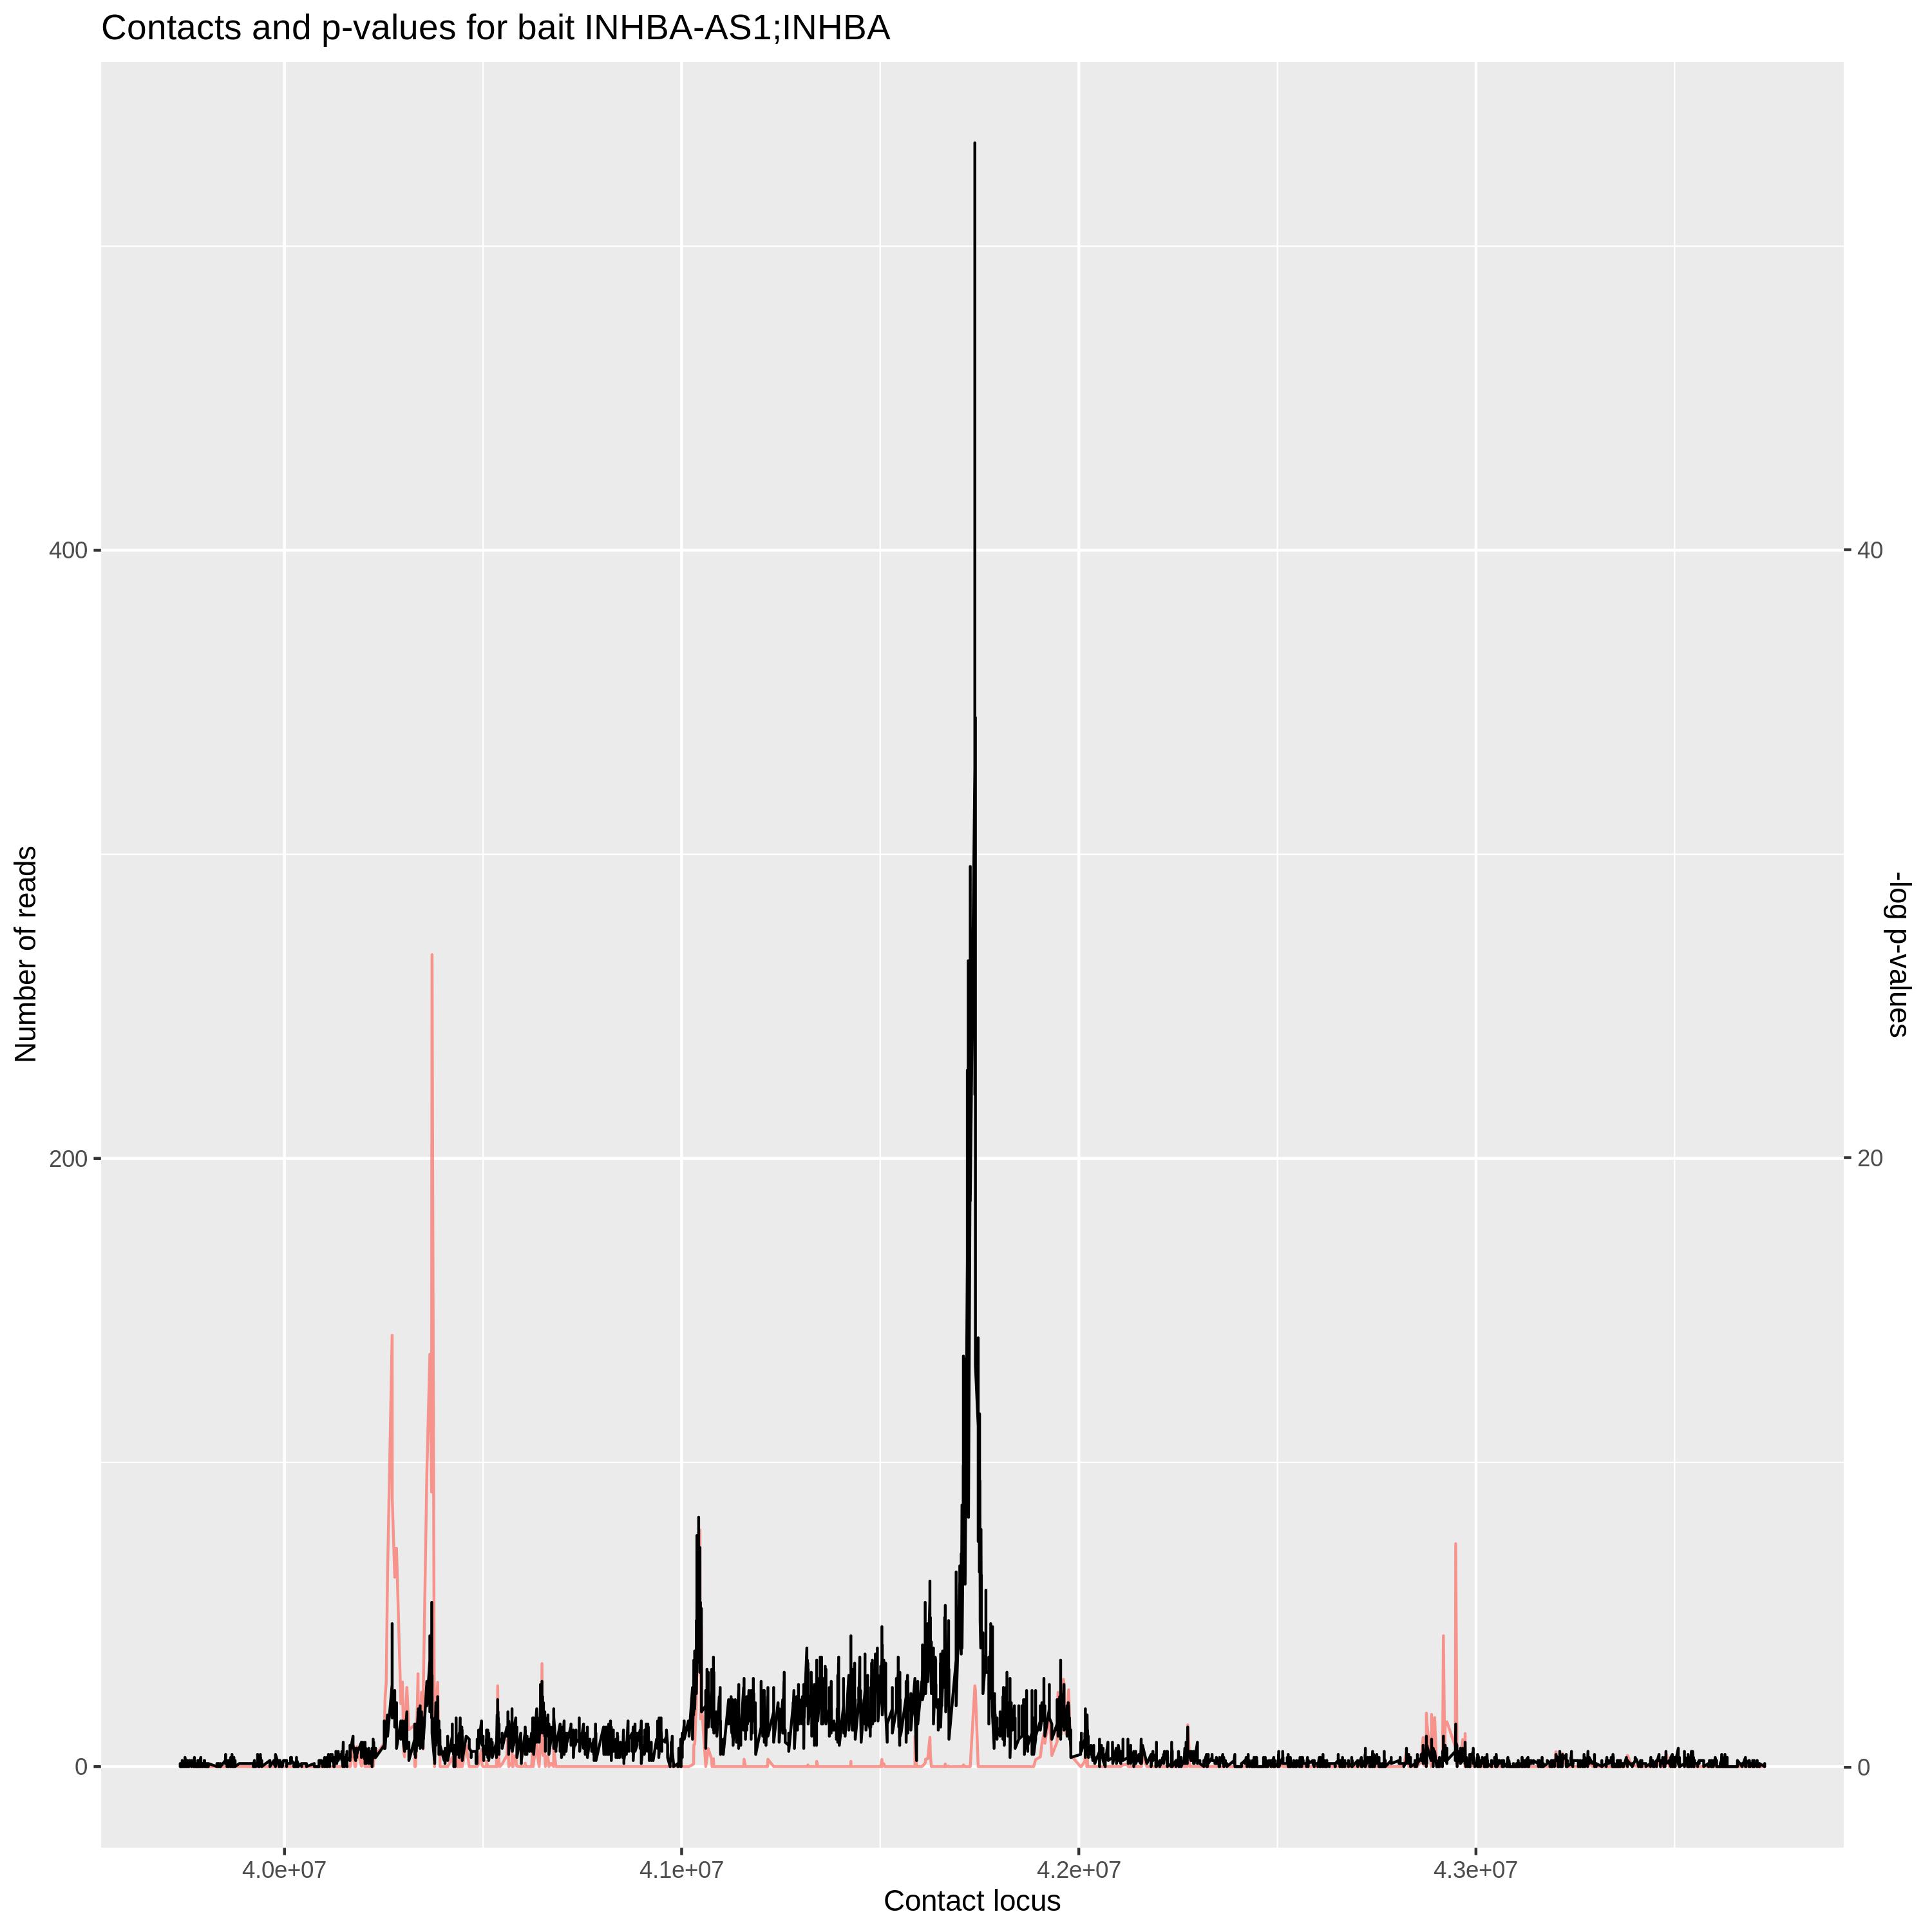 Contacts and p-values for bait INHBA-AS1;INHBA
400
200
0
Number of reads
40
20
0
-log p-values
4.0e+07 4.1e+07 4.2e+07 4.3e+07
Contact locus